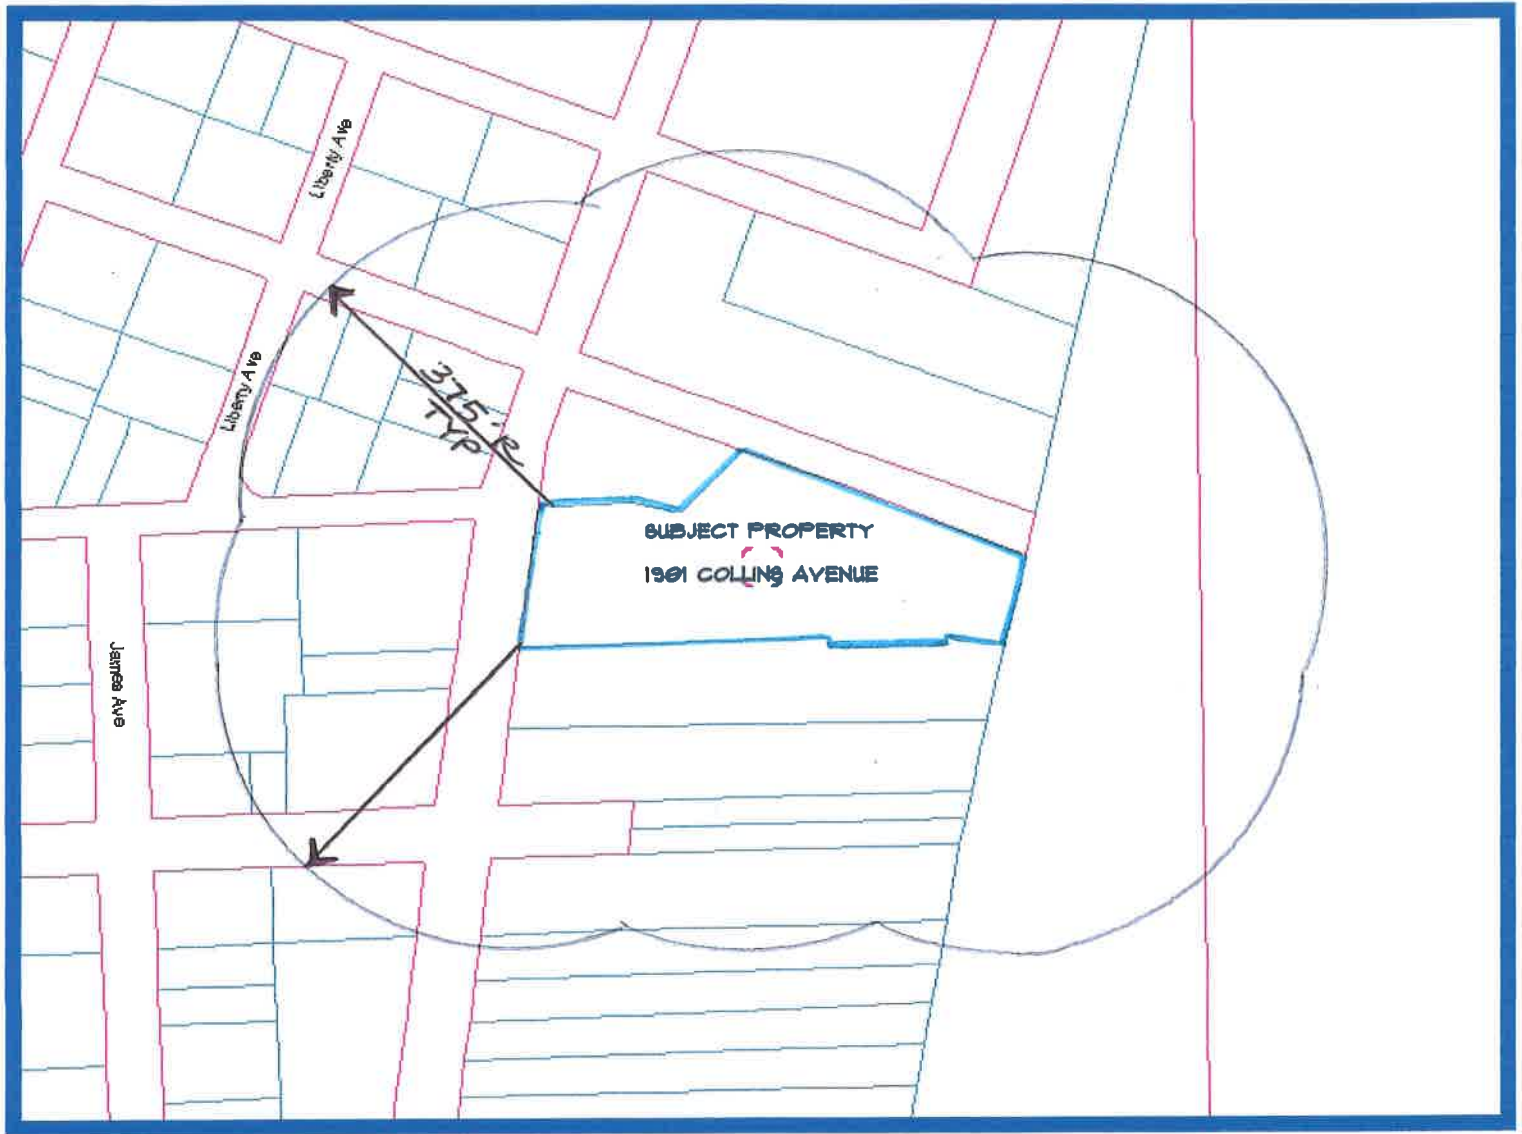 Liberty Ave
Liberty Ave
375' R
TYP
SUBJECT PROPERTY
1901 COLLINS AVENUE
James Ave